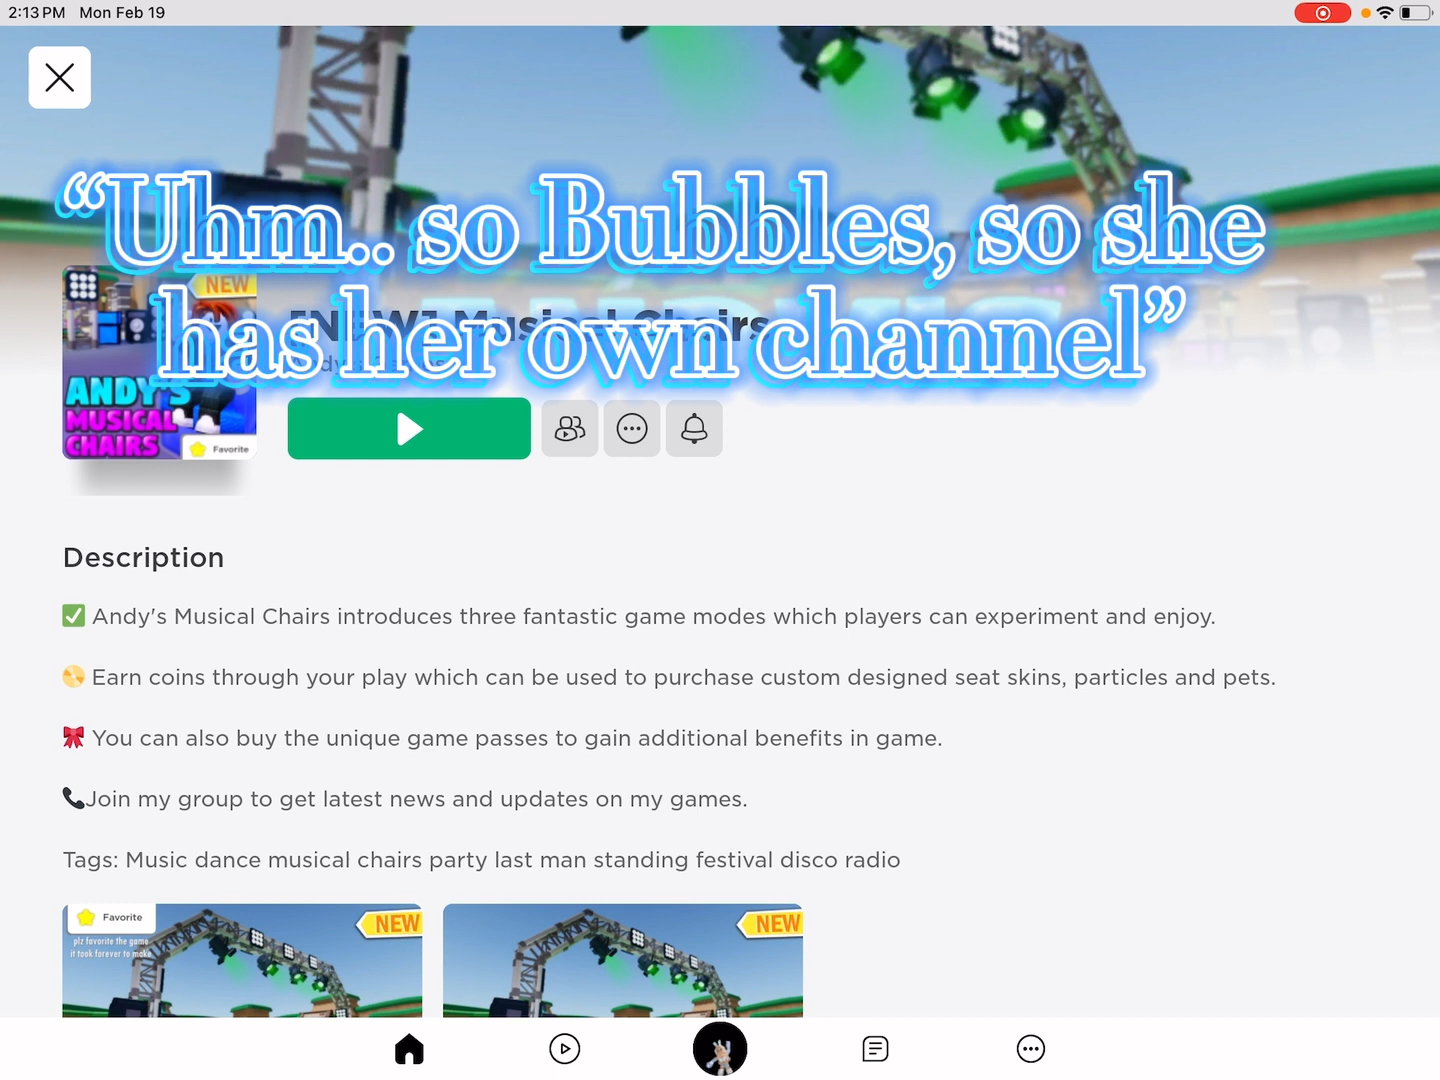 2:13 PM Mon Feb 19
“Uhm.. so Bubbles, so she
has her own channel”
NEW
[NEW] Musical Chairs
ANDY'S
MUSICAL
CHAIRS
Favorite
Description
✅ Andy's Musical Chairs introduces three fantastic game modes which players can experiment and enjoy.
📀 Earn coins through your play which can be used to purchase custom designed seat skins, particles and pets.
🎀 You can also buy the unique game passes to gain additional benefits in game.
📞Join my group to get latest news and updates on my games.
Tags: Music dance musical chairs party last man standing festival disco radio
Favorite
plz favorite the game
it took forever to make
NEW
NEW